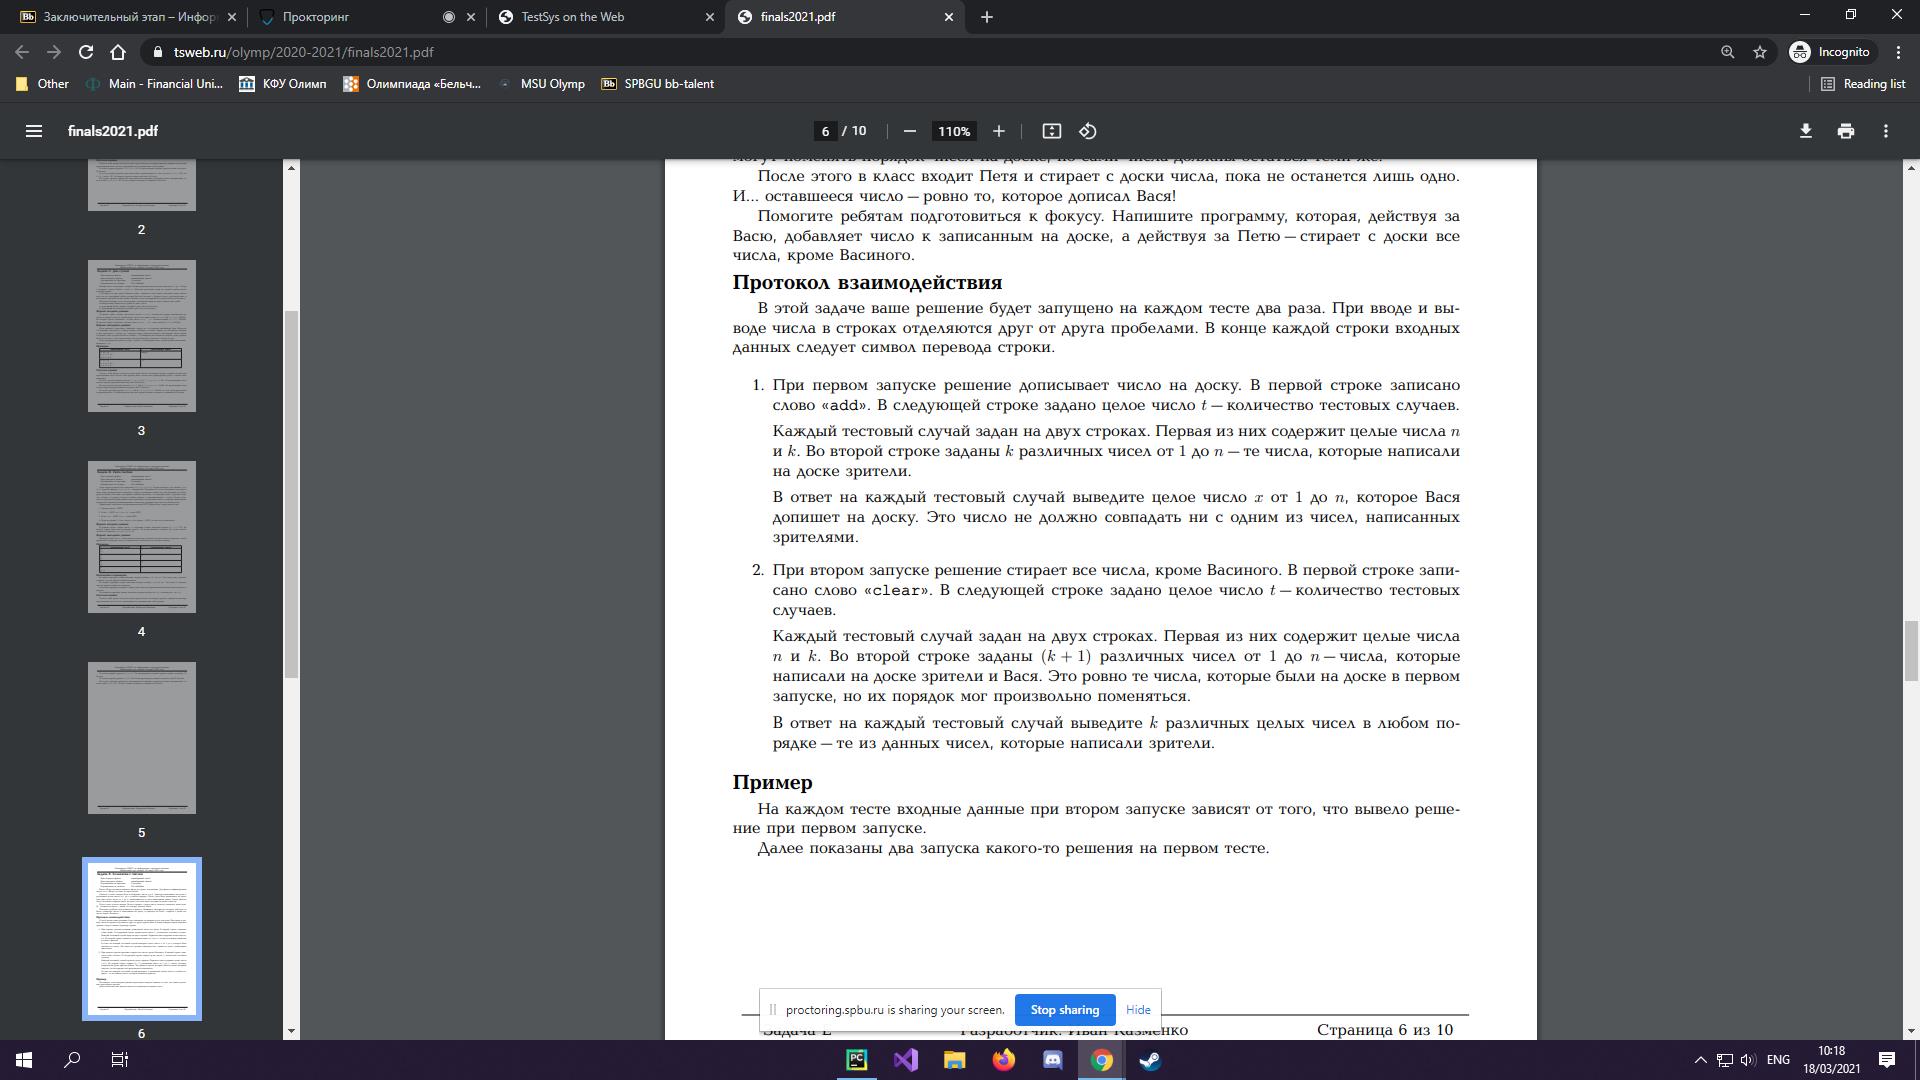 Заключительный этап – Инфор
Прокторинг
TestSys on the Web
finals2021.pdf
tsweb.ru/olymp/2020-2021/finals2021.pdf
Incognito
Other
Main - Financial Uni...
КФУ Олимп
Олимпиада «Бельч...
MSU Olymp
SPBGU bb-talent
Reading list
finals2021.pdf
6 / 10
110%
2
3
4
5
6
После этого в класс входит Петя и стирает с доски числа, пока не останется лишь одно.
И... оставшееся число — ровно то, которое дописал Вася!
Помогите ребятам подготовиться к фокусу. Напишите программу, которая, действуя за
Васю, добавляет число к записанным на доске, а действуя за Петю — стирает с доски все
числа, кроме Васиного.
Протокол взаимодействия
В этой задаче ваше решение будет запущено на каждом тесте два раза. При вводе и вы-
воде числа в строках отделяются друг от друга пробелами. В конце каждой строки входных
данных следует символ перевода строки.
1. При первом запуске решение дописывает число на доску. В первой строке записано
слово «add». В следующей строке задано целое число t — количество тестовых случаев.
Каждый тестовый случай задан на двух строках. Первая из них содержит целые числа n
и k. Во второй строке заданы k различных чисел от 1 до n — те числа, которые написали
на доске зрители.
В ответ на каждый тестовый случай выведите целое число x от 1 до n, которое Вася
допишет на доску. Это число не должно совпадать ни с одним из чисел, написанных
зрителями.
2. При втором запуске решение стирает все числа, кроме Васиного. В первой строке запи-
сано слово «clear». В следующей строке задано целое число t — количество тестовых
случаев.
Каждый тестовый случай задан на двух строках. Первая из них содержит целые числа
n и k. Во второй строке заданы (k + 1) различных чисел от 1 до n — числа, которые
написали на доске зрители и Вася. Это ровно те числа, которые были на доске в первом
запуске, но их порядок мог произвольно поменяться.
В ответ на каждый тестовый случай выведите k различных целых чисел в любом по-
рядке — те из данных чисел, которые написали зрители.
Пример
На каждом тесте входные данные при втором запуске зависят от того, что вывело реше-
ние при первом запуске.
Далее показаны два запуска какого-то решения на первом тесте.
proctoring.spbu.ru is sharing your screen.
Stop sharing
Hide
Задача E
Разработчик: Иван Казменко
Страница 6 из 10
ENG
10:18
18/03/2021